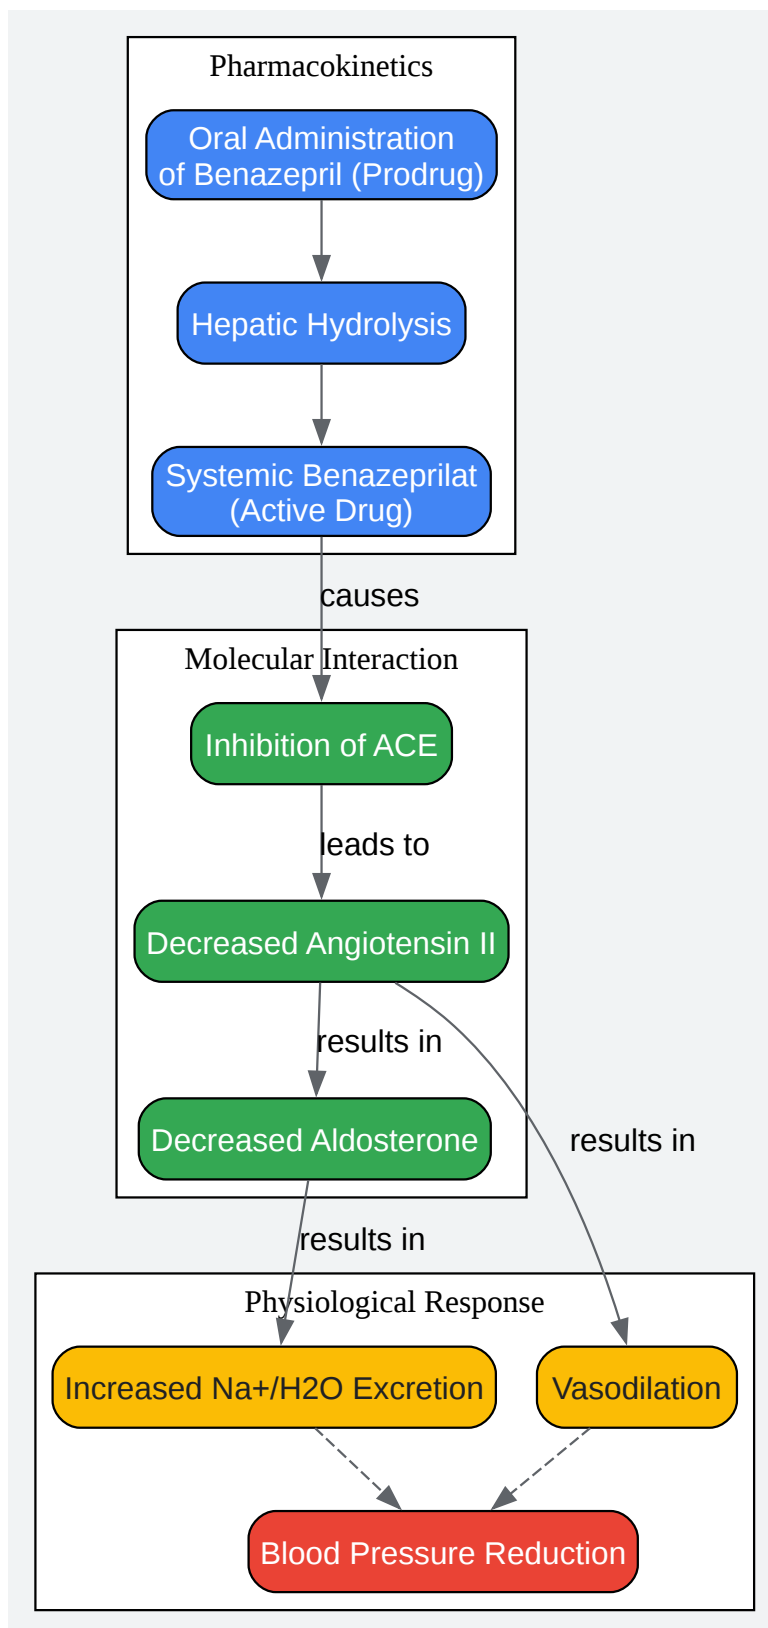 Pharmacokinetics
Oral Administration
of Benazepril (Prodrug)
Hepatic Hydrolysis
Systemic Benazeprilat
(Active Drug)
causes
Molecular Interaction
Inhibition of ACE
leads to
Decreased Angiotensin II
results in
Decreased Aldosterone
results in
results in
Physiological Response
Increased Na+/H2O Excretion
Vasodilation
Blood Pressure Reduction